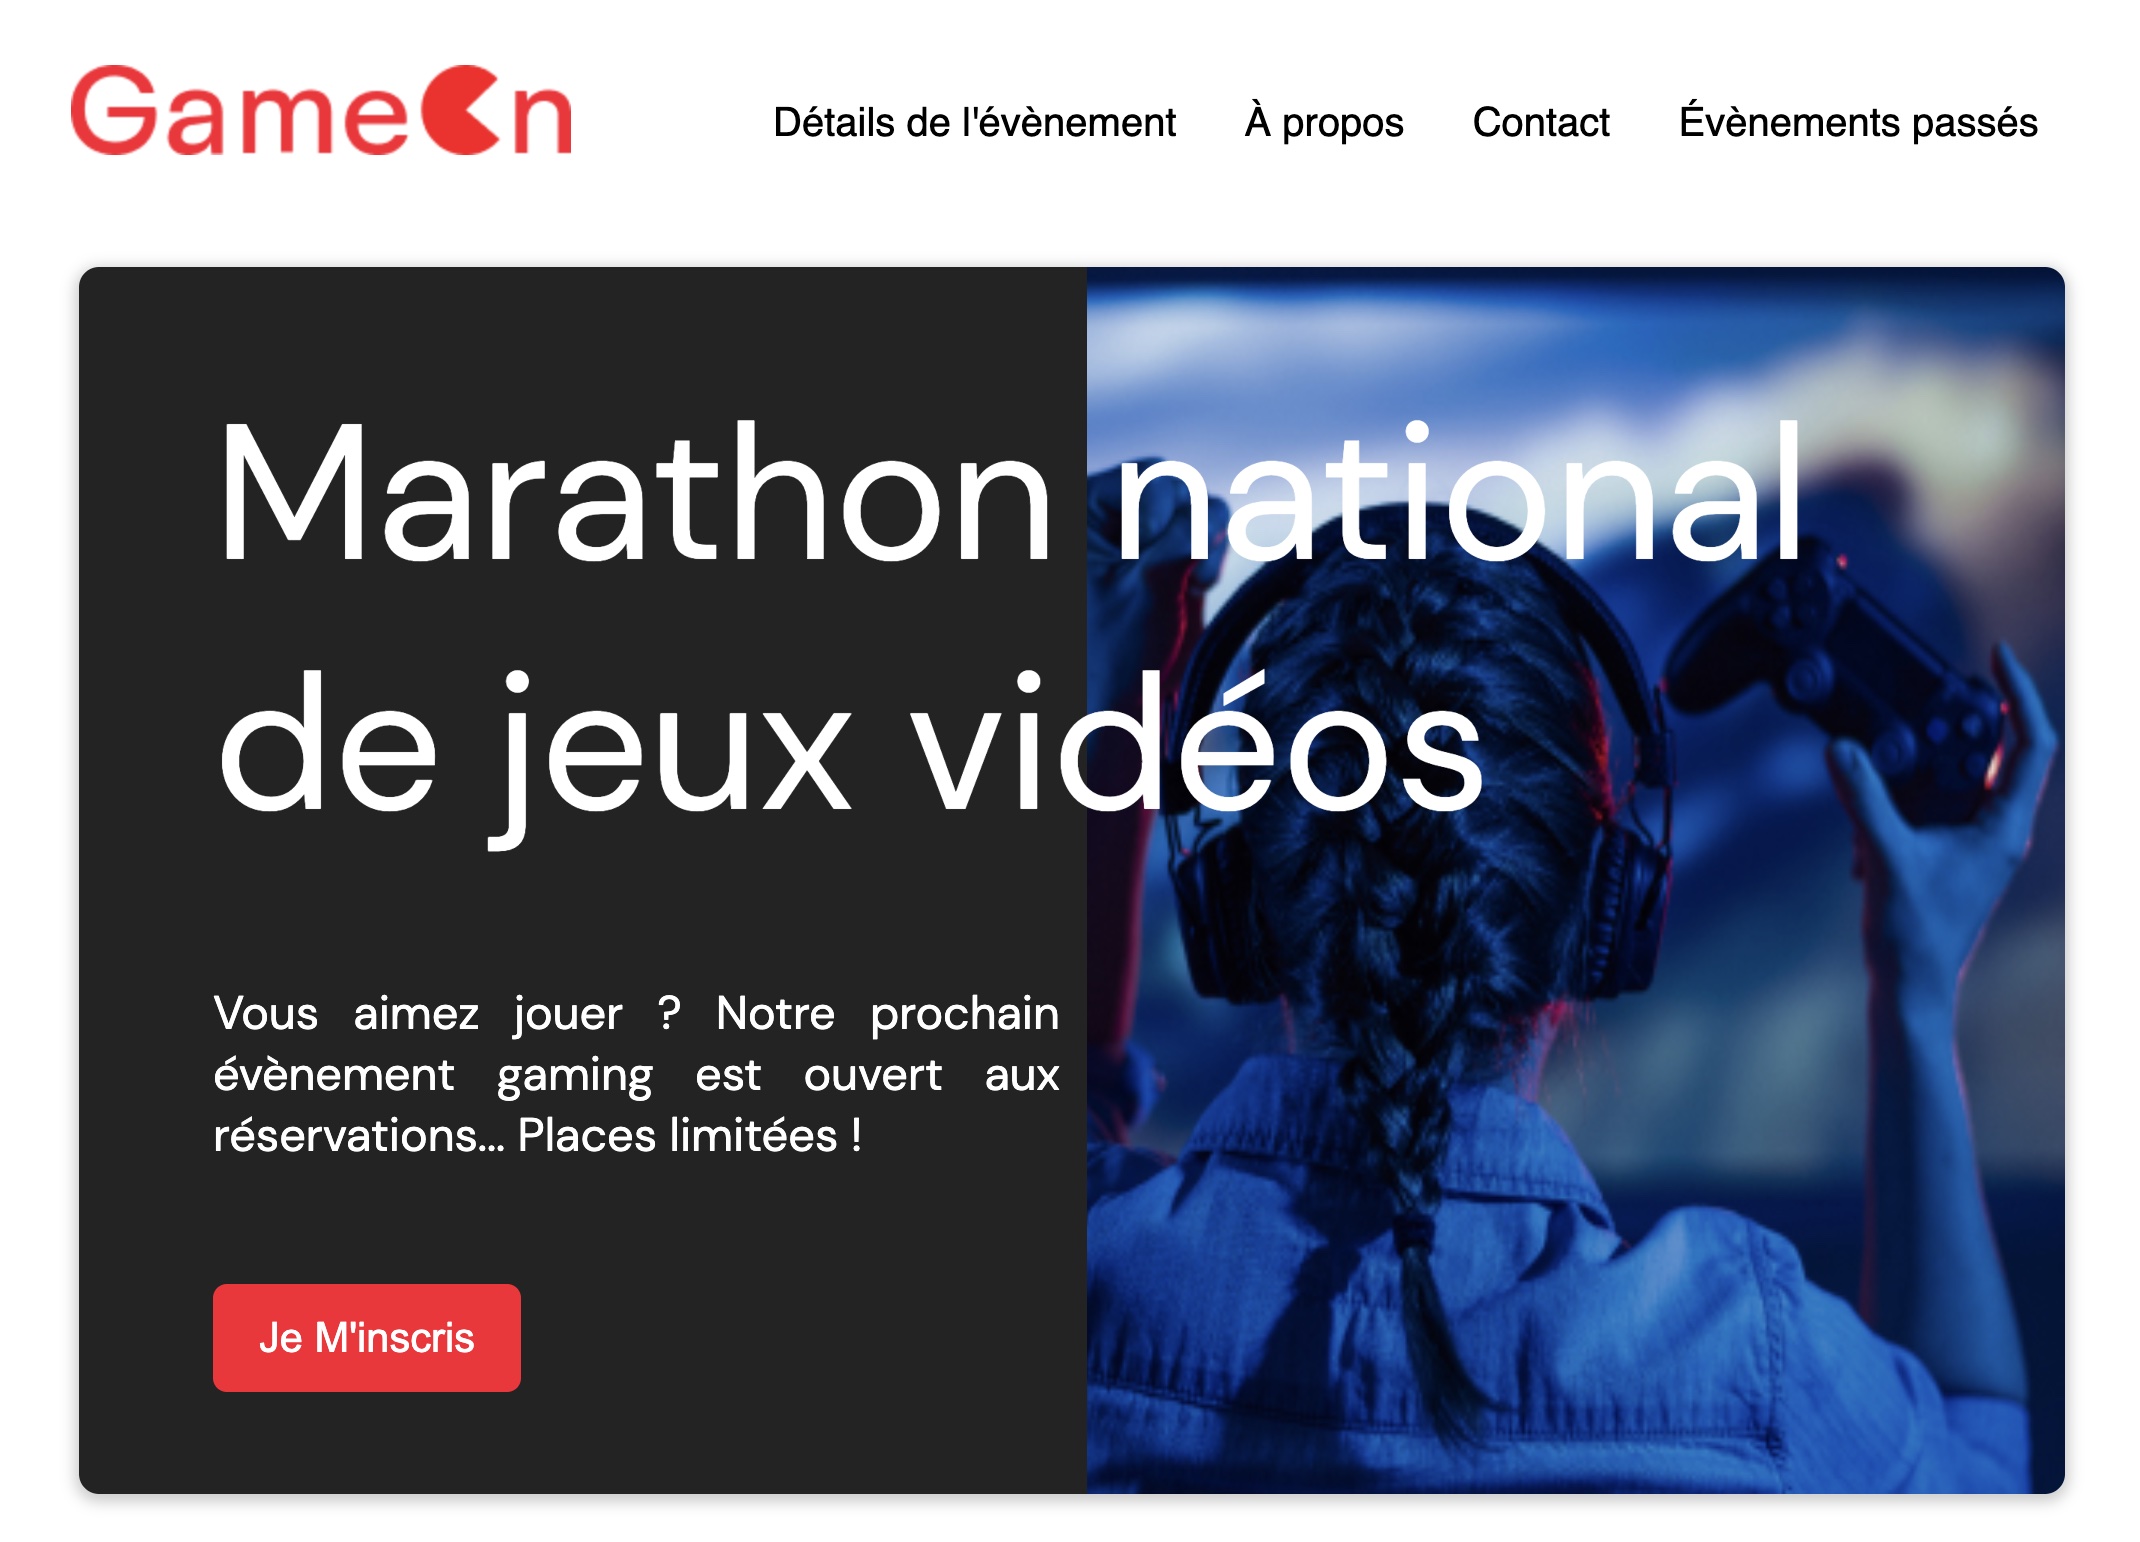 GameOn
Détails de l'évènement À propos Contact Évènements passés
Marathon national
de jeux vidéos
Vous aimez jouer ? Notre prochain
évènement gaming est ouvert aux
réservations... Places limitées !
Je M'inscris